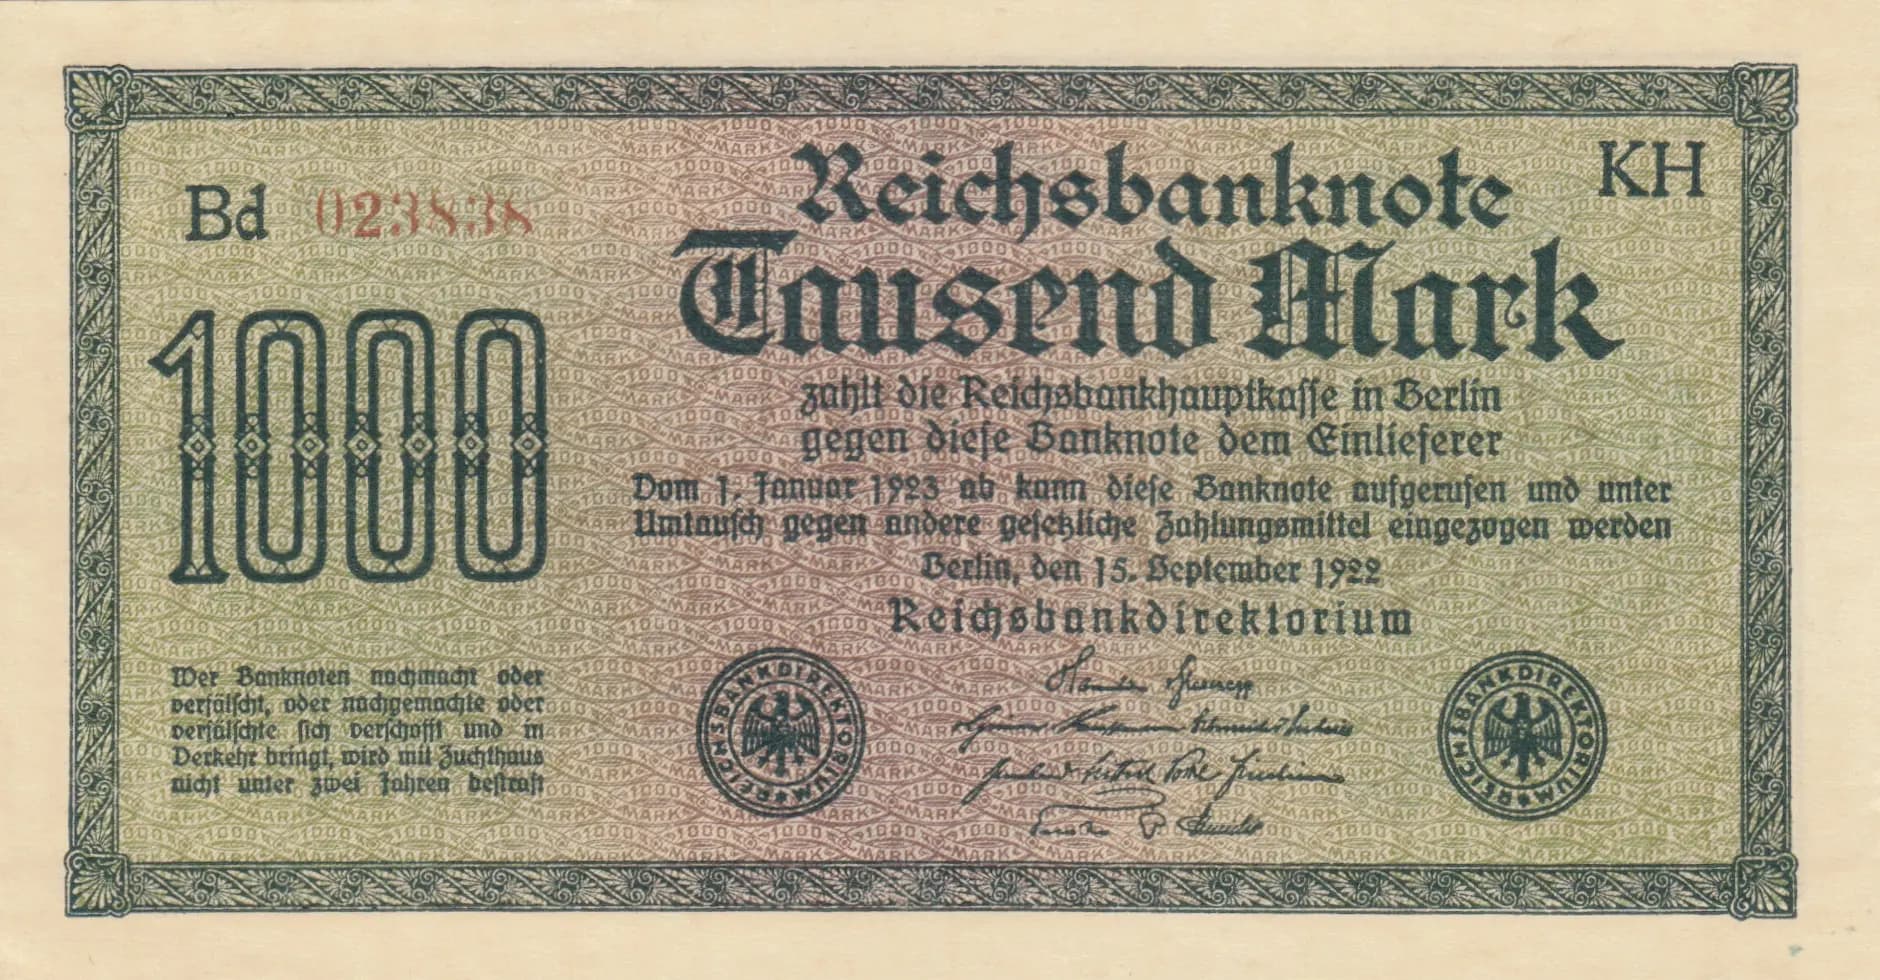 Bd 023838
KH
Reichsbanknote
Tausend Mark
1000
zahlt die Reichsbankhauptkasse in Berlin
gegen diese Banknote dem Einlieferer
Vom 1. Januar 1923 ab kann diese Banknote aufgerufen und unter
Umtausch gegen andere gesetzliche Zahlungsmittel eingezogen werden
Berlin, den 15. September 1922
Reichsbankdirektorium
Wer Banknoten nachmacht oder
verfälscht, oder nachgemachte oder
verfälschte sich verschafft und in
Verkehr bringt, wird mit Zuchthaus
nicht unter zwei Jahren bestraft
REICHSBANKDIREKTORIUM
REICHSBANKDIREKTORIUM